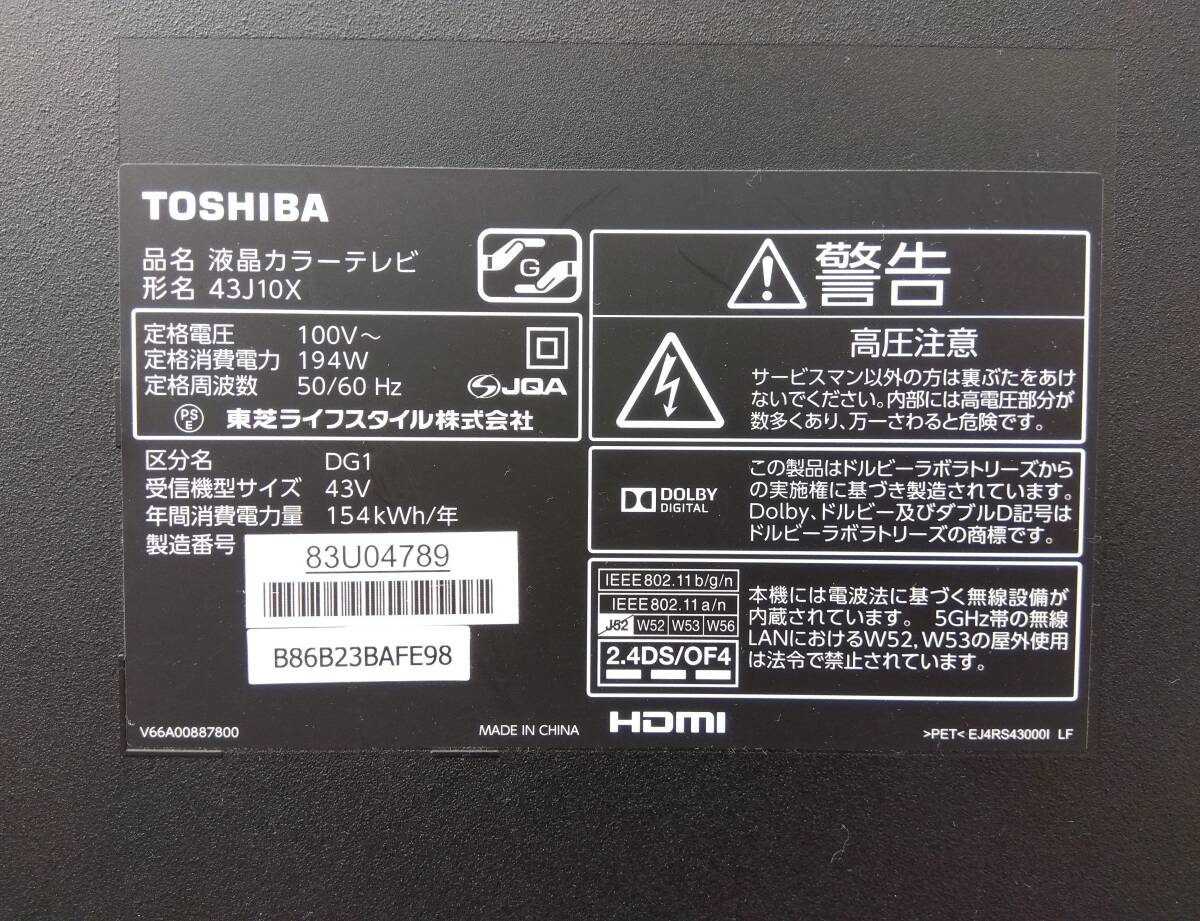 TOSHIBA
品名 液晶カラーテレビ
形名 43J10X
G
定格電圧 100V～
定格消費電力 194W
定格周波数 50/60 Hz
JQA
PS
E
東芝ライフスタイル株式会社
区分名 DG1
受信機型サイズ 43V
年間消費電力量 154kWh/年
製造番号
83U04789
B86B23BAFE98
V66A00887800
MADE IN CHINA
警告
高圧注意
サービスマン以外の方は裏ぶたをあけ
ないでください。内部には高電圧部分が
数多くあり、万一さわると危険です。
DOLBY
DIGITAL
この製品はドルビーラボラトリーズから
の実施権に基づき製造されています。
Dolby、ドルビー及びダブルD記号は
ドルビーラボラトリーズの商標です。
IEEE802.11b/g/n
IEEE802.11a/n
J52 W52 W53 W56
2.4DS/OF4
本機には電波法に基づく無線設備が
内蔵されています。 5GHz帯の無線
LANにおけるW52、W53の屋外使用
は法令で禁止されています。
HDMI
>PET< EJ4RS43000I LF